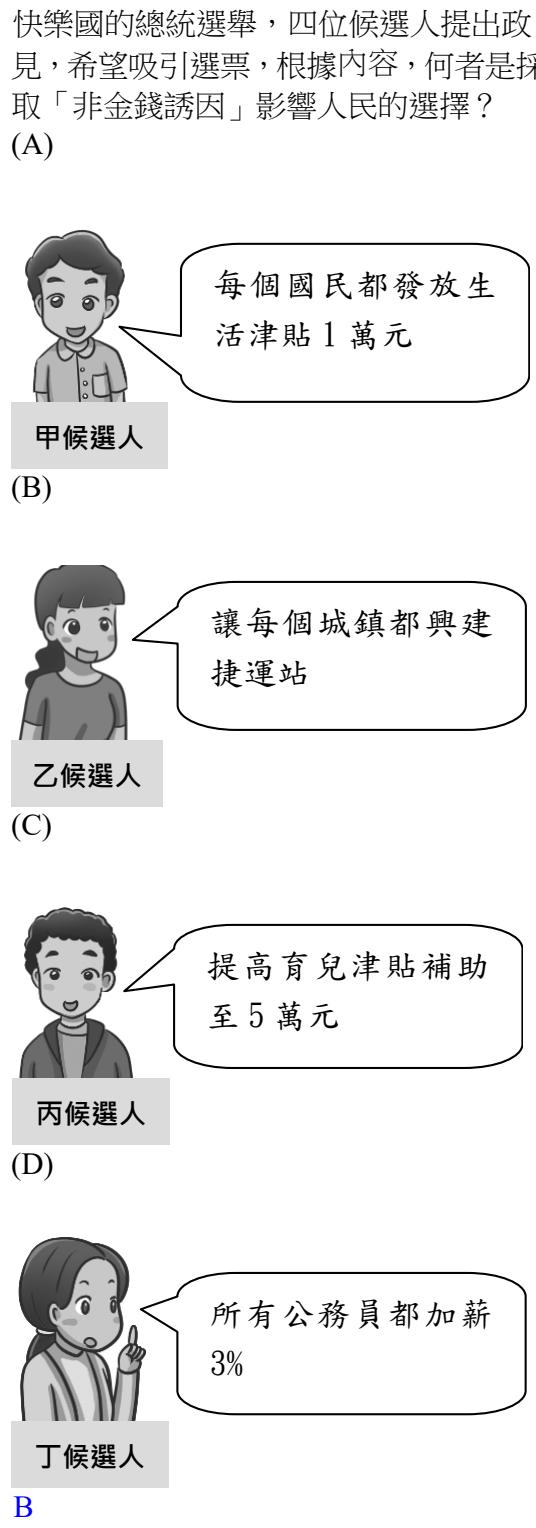 快樂國的總統選舉，四位候選人提出政
見，希望吸引選票，根據內容，何者是採
取「非金錢誘因」影響人民的選擇？
(A)
每個國民都發放生
活津貼 1 萬元
甲候選人
(B)
讓每個城鎮都興建
捷運站
乙候選人
(C)
提高育兒津貼補助
至 5 萬元
丙候選人
(D)
所有公務員都加薪
3%
丁候選人
B